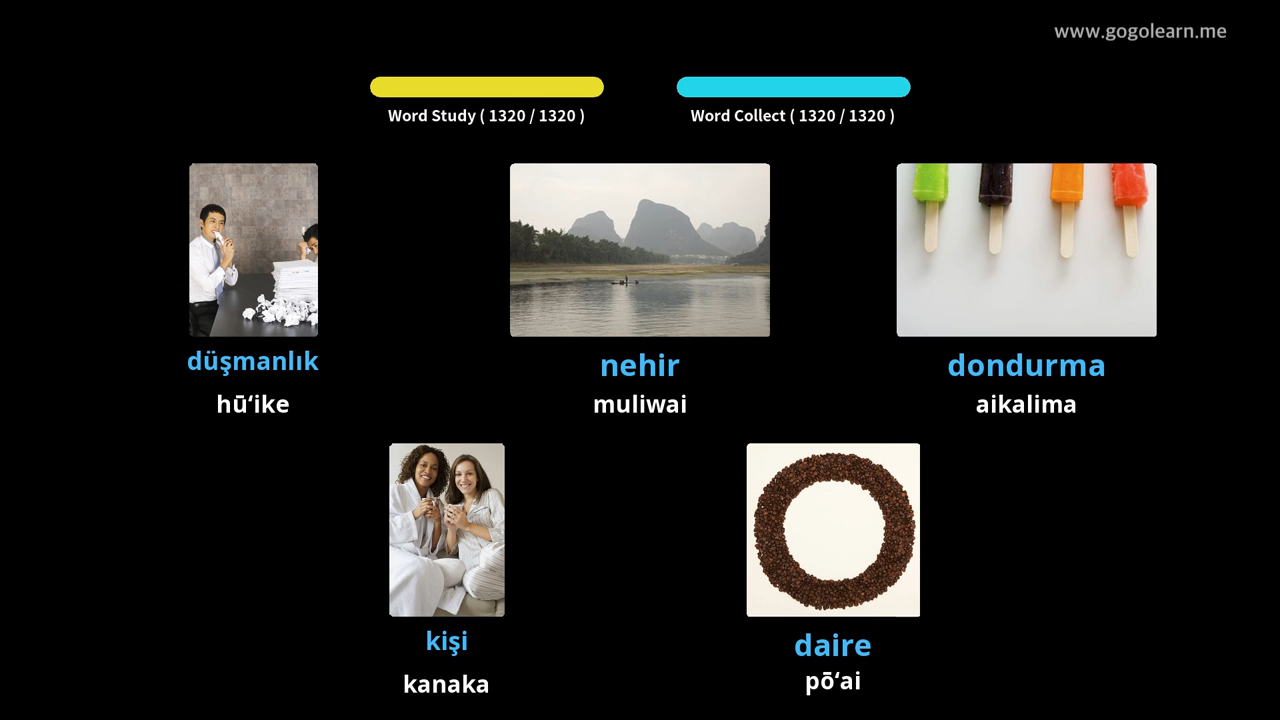 www.gogolearn.me
Word Study ( 1320 / 1320 )
Word Collect ( 1320 / 1320 )
düşmanlık
hūʻike
nehir
muliwai
dondurma
aikalima
kişi
kanaka
daire
pōʻai